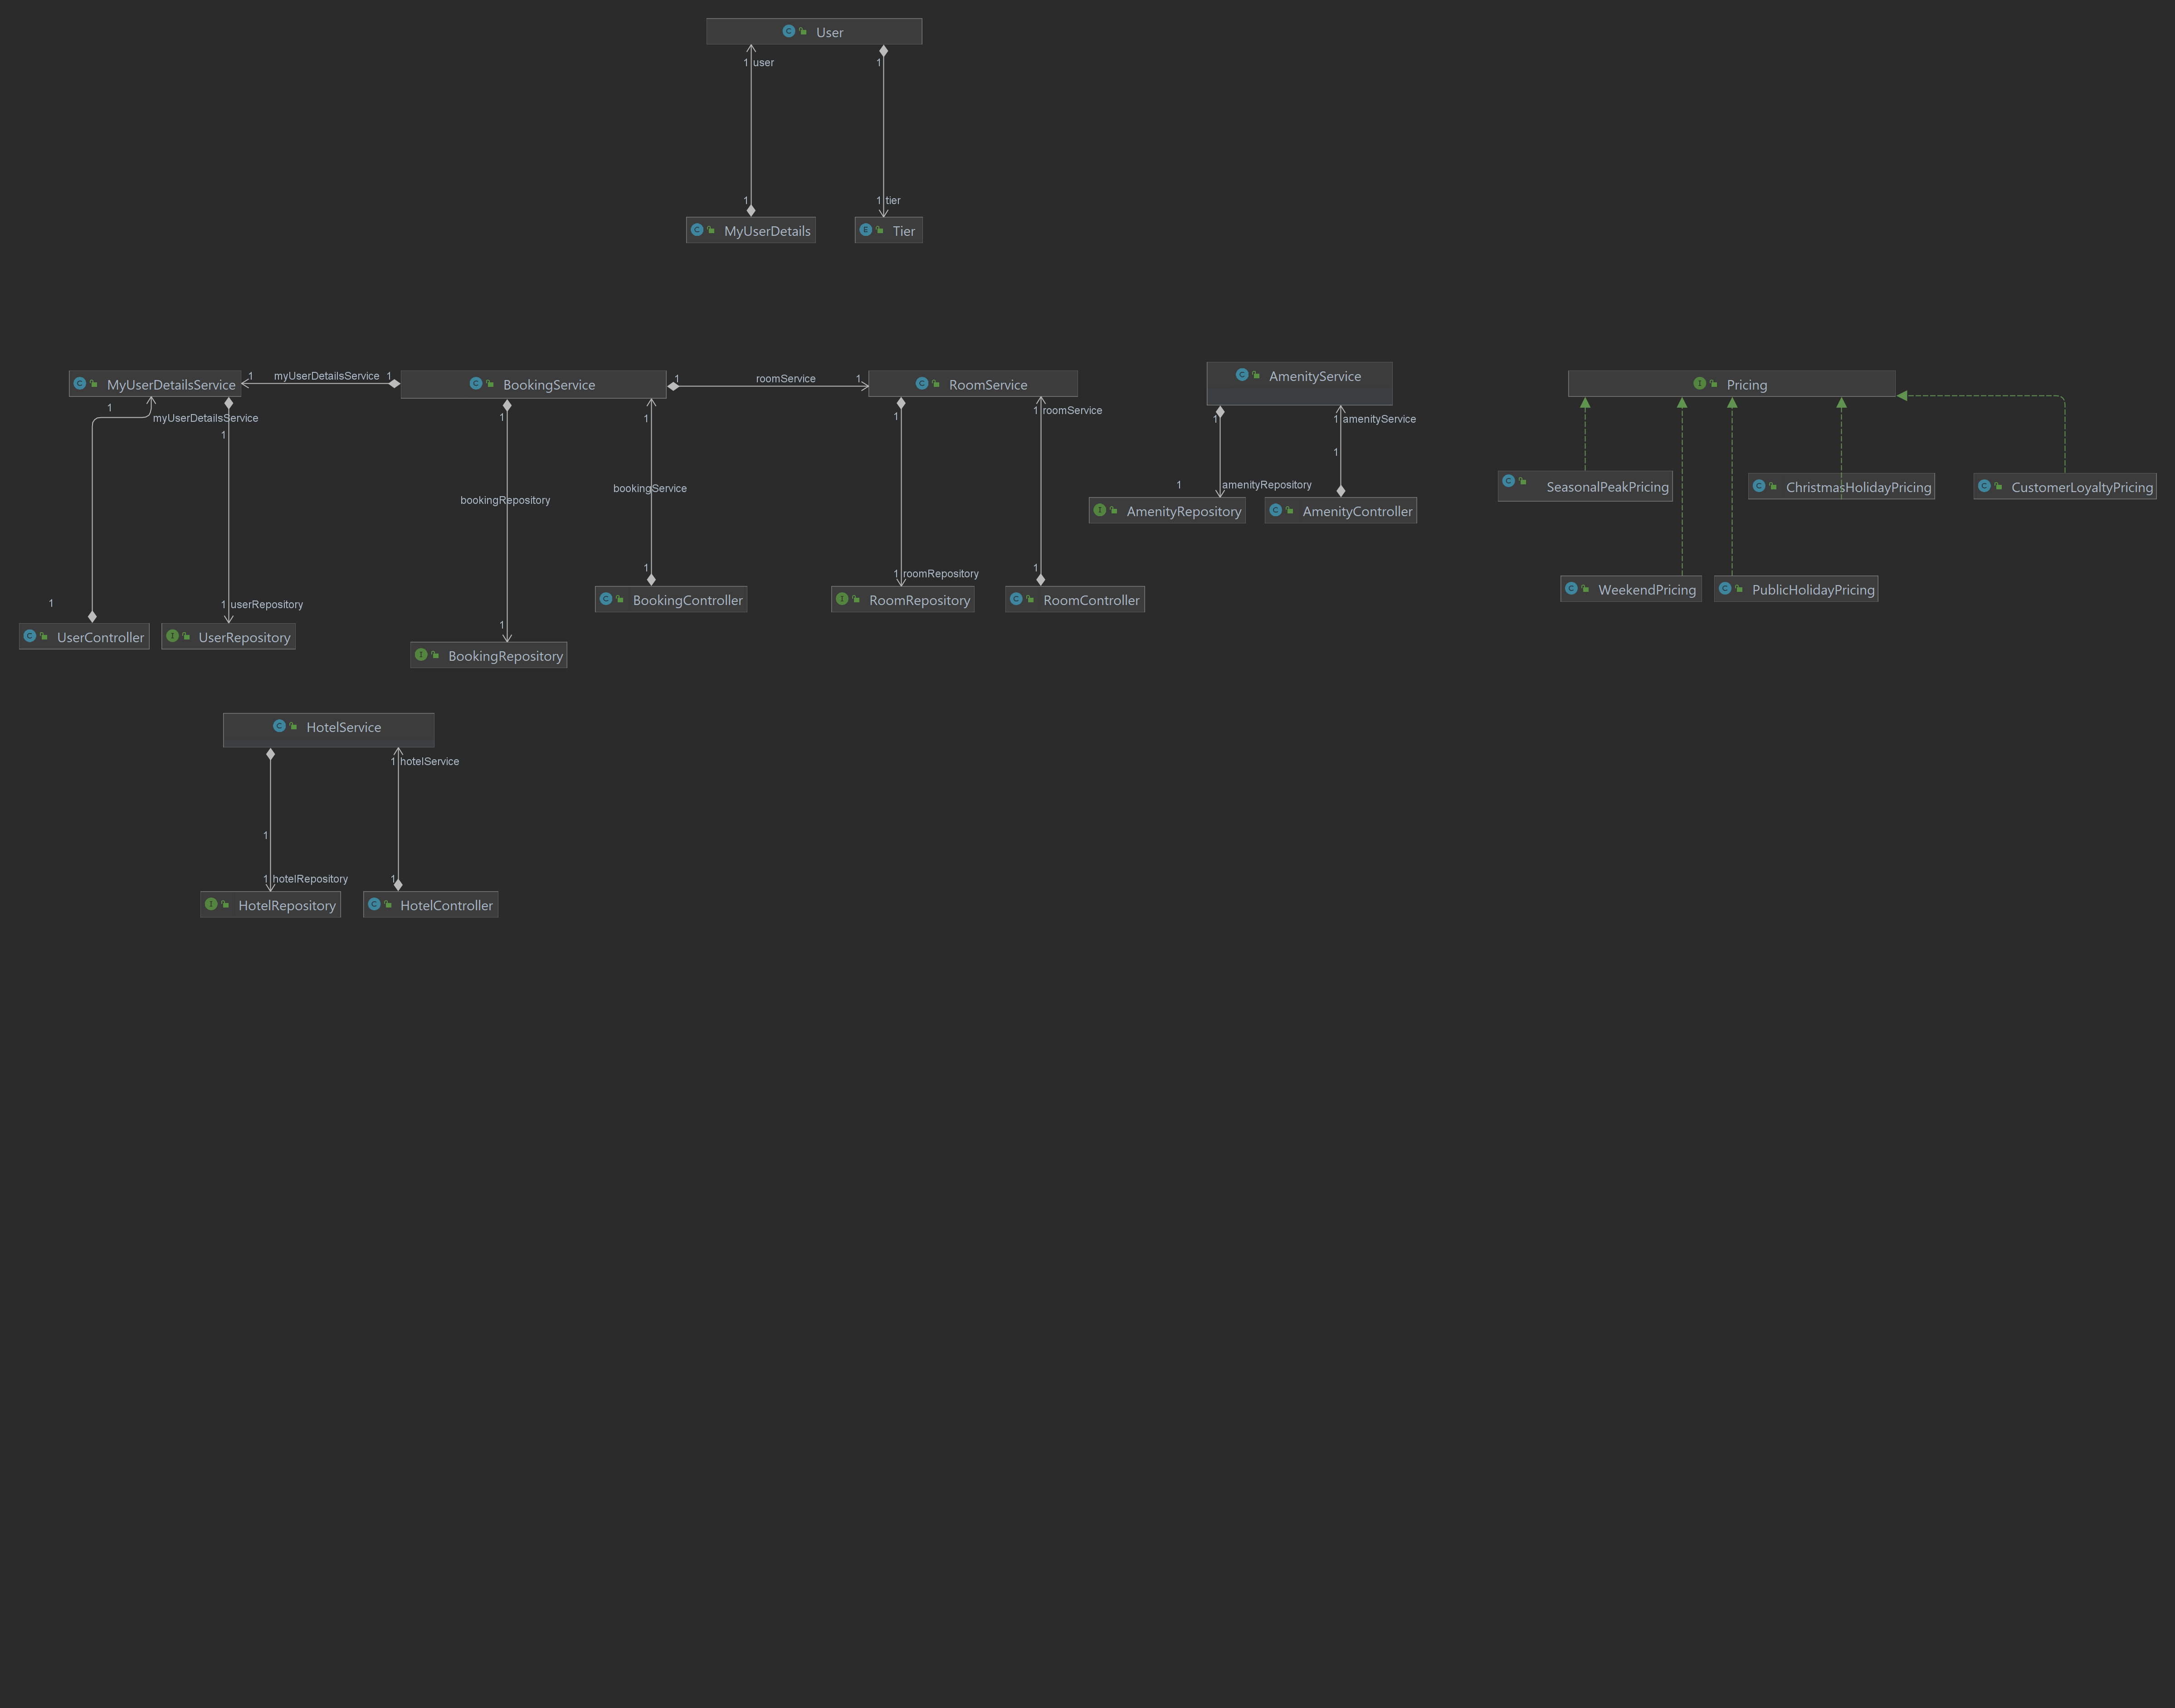 User
1 user
1
1
1 tier
MyUserDetails
Tier
MyUserDetailsService
1 myUserDetailsService 1
BookingService
1 roomService 1
RoomService
AmenityService
Pricing
1
myUserDetailsService
1
1
1
1
1 roomService
1
1 amenityService
1
bookingRepository
bookingService
1
amenityRepository
AmenityRepository
AmenityController
SeasonalPeakPricing
ChristmasHolidayPricing
CustomerLoyaltyPricing
1
1 roomRepository
1
WeekendPricing
PublicHolidayPricing
1
1 userRepository
BookingController
RoomRepository
RoomController
1
UserController
UserRepository
BookingRepository
HotelService
1 hotelService
1
1 hotelRepository
1
HotelRepository
HotelController